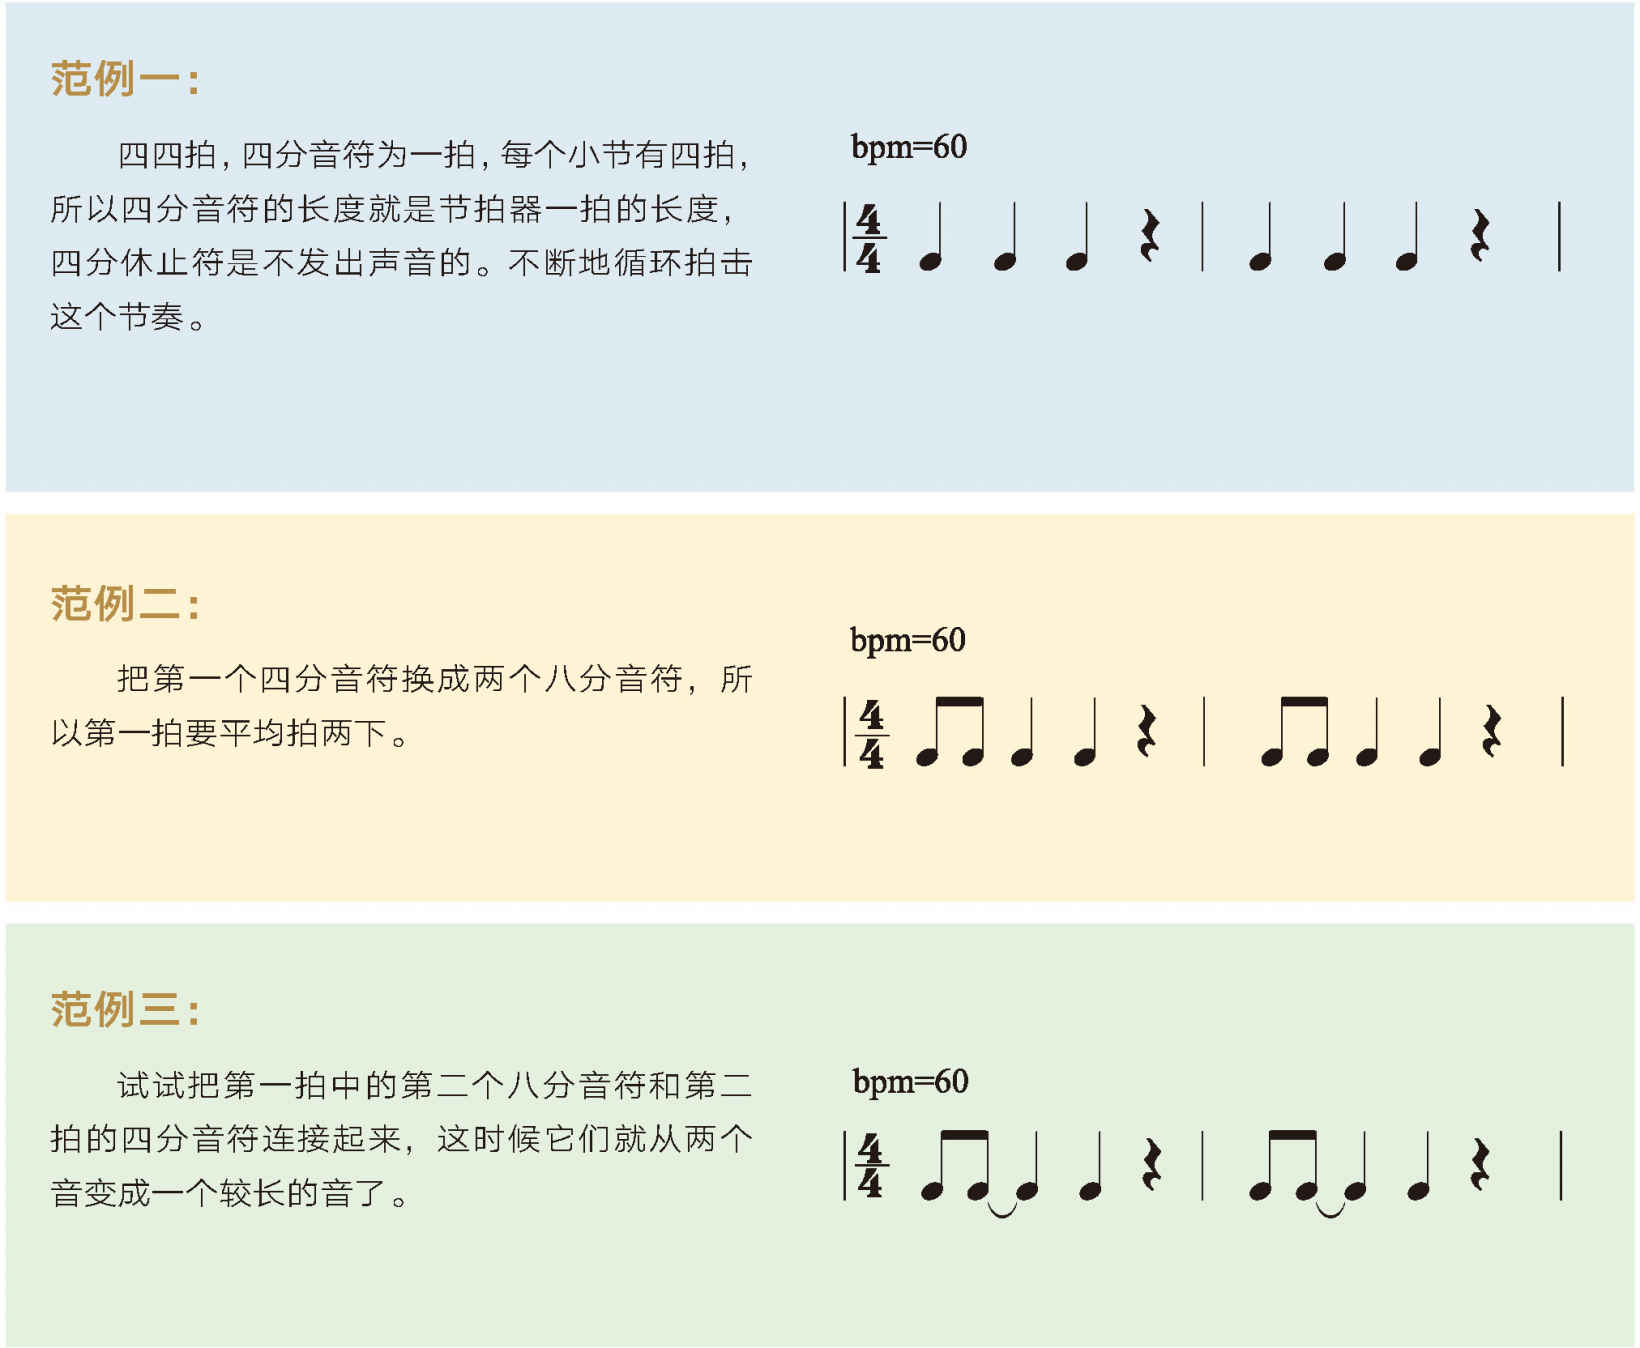 范例一：
四四拍，四分音符为一拍，每个小节有四拍，
所以四分音符的长度就是节拍器一拍的长度，
四分休止符是不发出声音的。不断地循环拍击
这个节奏。
bpm=60
4
4
范例二：
把第一个四分音符换成两个八分音符，所
以第一拍要平均拍两下。
bpm=60
4
4
范例三：
试试把第一拍中的第二个八分音符和第二
拍的四分音符连接起来，这时候它们就从两个
音变成一个较长的音了。
bpm=60
4
4